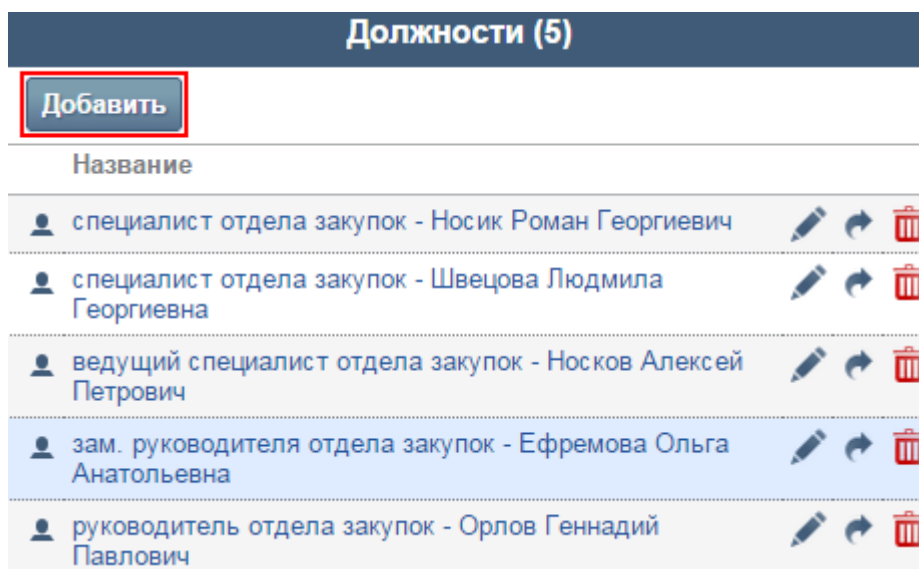 Должности (5)
Добавить
Название
специалист отдела закупок - Носик Роман Георгиевич
специалист отдела закупок - Швецова Людмила
Георгиевна
ведущий специалист отдела закупок - Носков Алексей
Петрович
зам. руководителя отдела закупок - Ефремова Ольга
Анатольевна
руководитель отдела закупок - Орлов Геннадий
Павлович